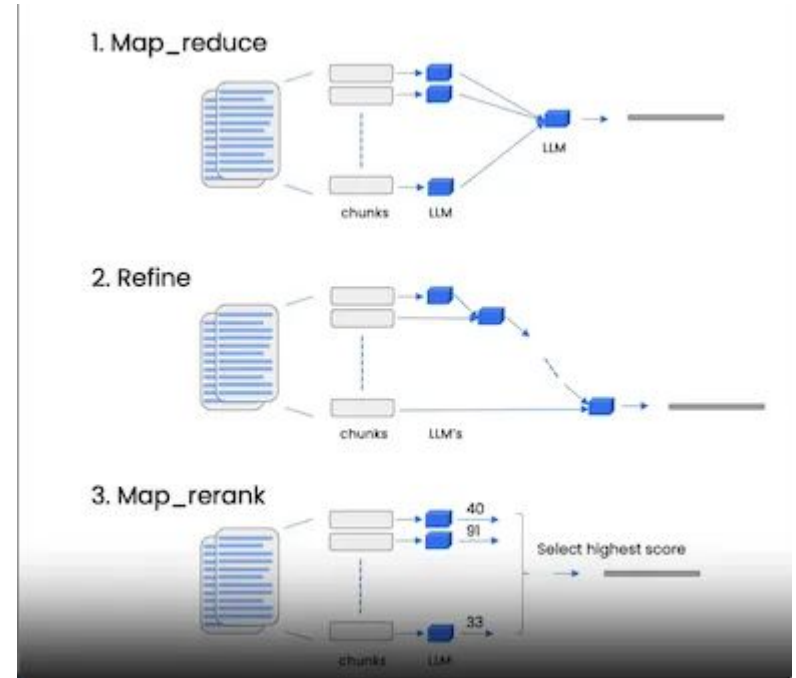 1. Map_reduce
LLM
chunks LLM
2. Refine
chunks LLM's
3. Map_rerank
40
91
Select highest score
33
chunks LLM